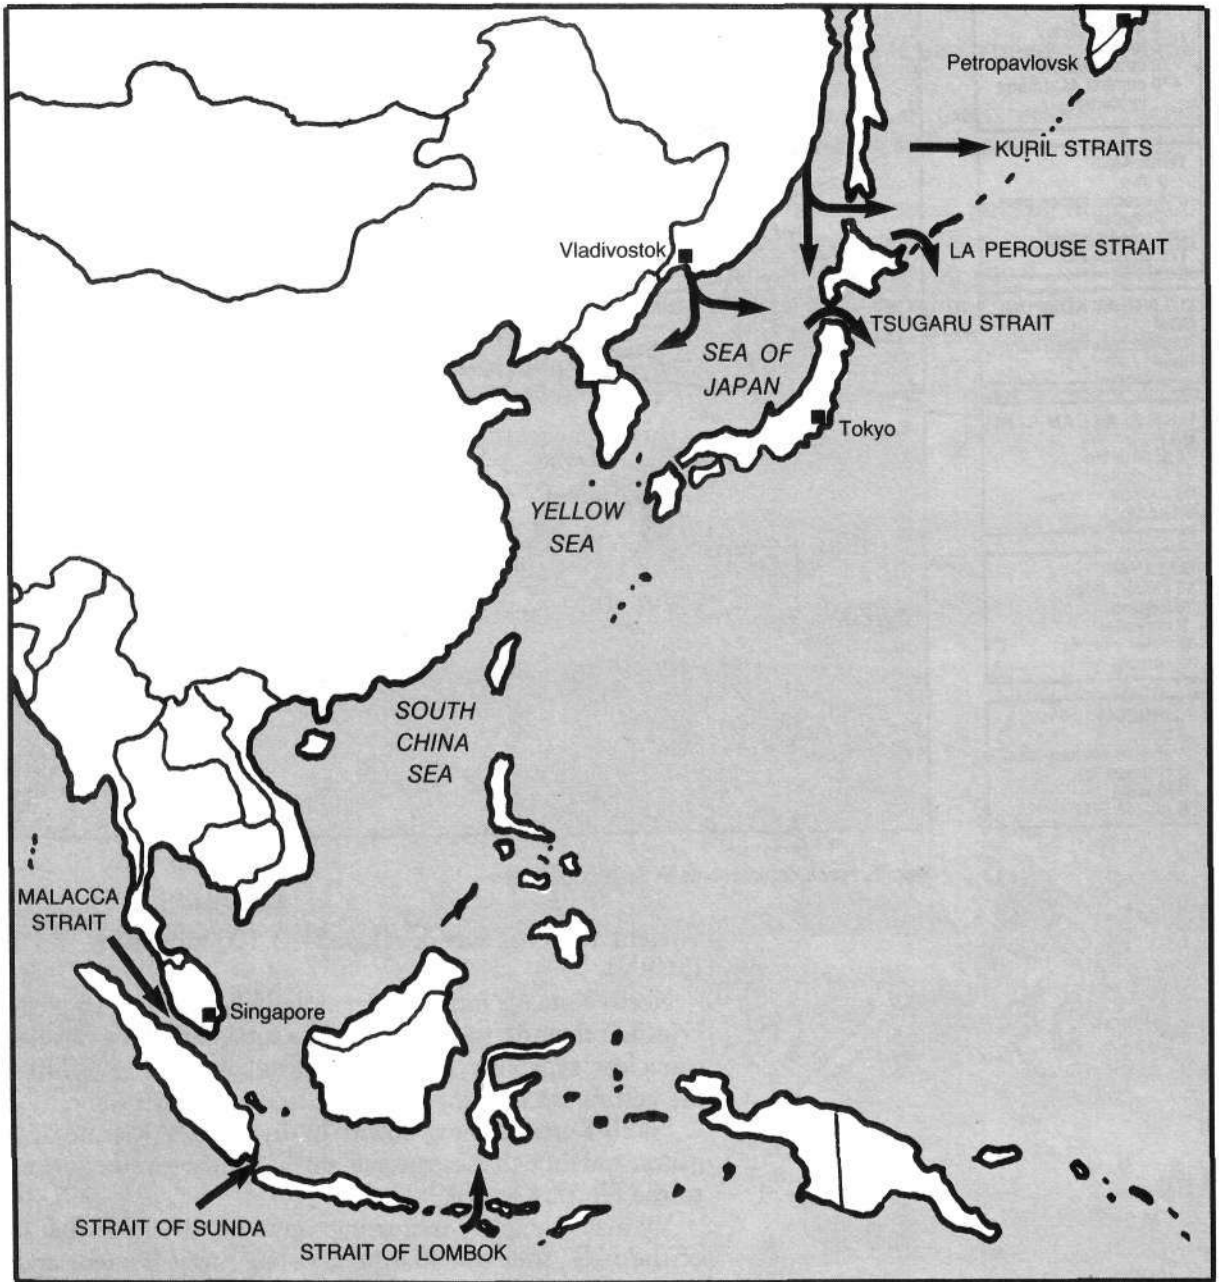 Petropavlovsk
KURIL STRAITS
Vladivostok
LA PEROUSE STRAIT
TSUGARU STRAIT
SEA OF
JAPAN
Tokyo
YELLOW
SEA
SOUTH
CHINA
SEA
MALACCA
STRAIT
Singapore
STRAIT OF SUNDA
STRAIT OF LOMBOK